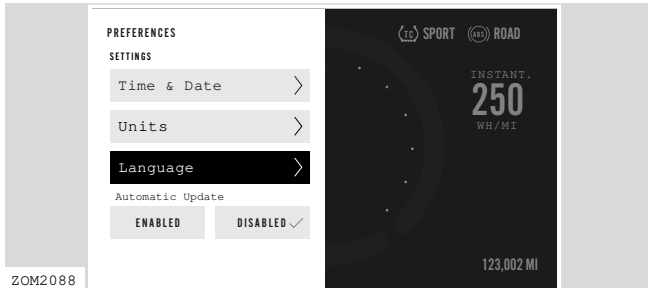 PREFERENCES
SETTINGS
Time & Date
Units
Language
Automatic Update
ENABLED
DISABLED
TC SPORT
ABS ROAD
INSTANT.
250
WH/MI
123,002 MI
ZOM2088